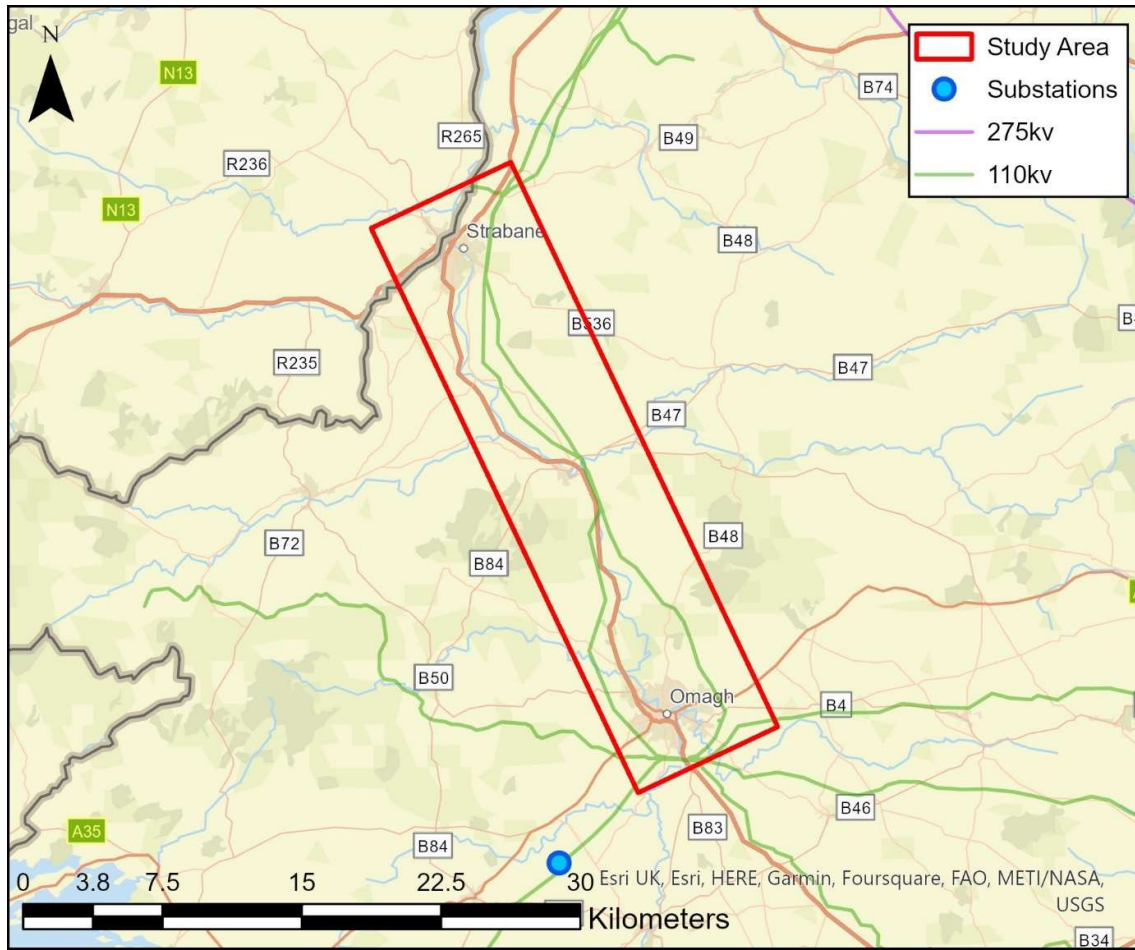 gal
N
N13
R265
B74
B49
R236
N13
Strabane
B48
B536
R235
B47
B47
B72
B84
B48
B50
Omagh
B4
B46
A35
B84
B83
B34
Study Area
Substations
275kv
110kv
0 3.8 7.5 15 22.5 30
Kilometers
Esri UK, Esri, HERE, Garmin, Foursquare, FAO, METI/NASA,
USGS